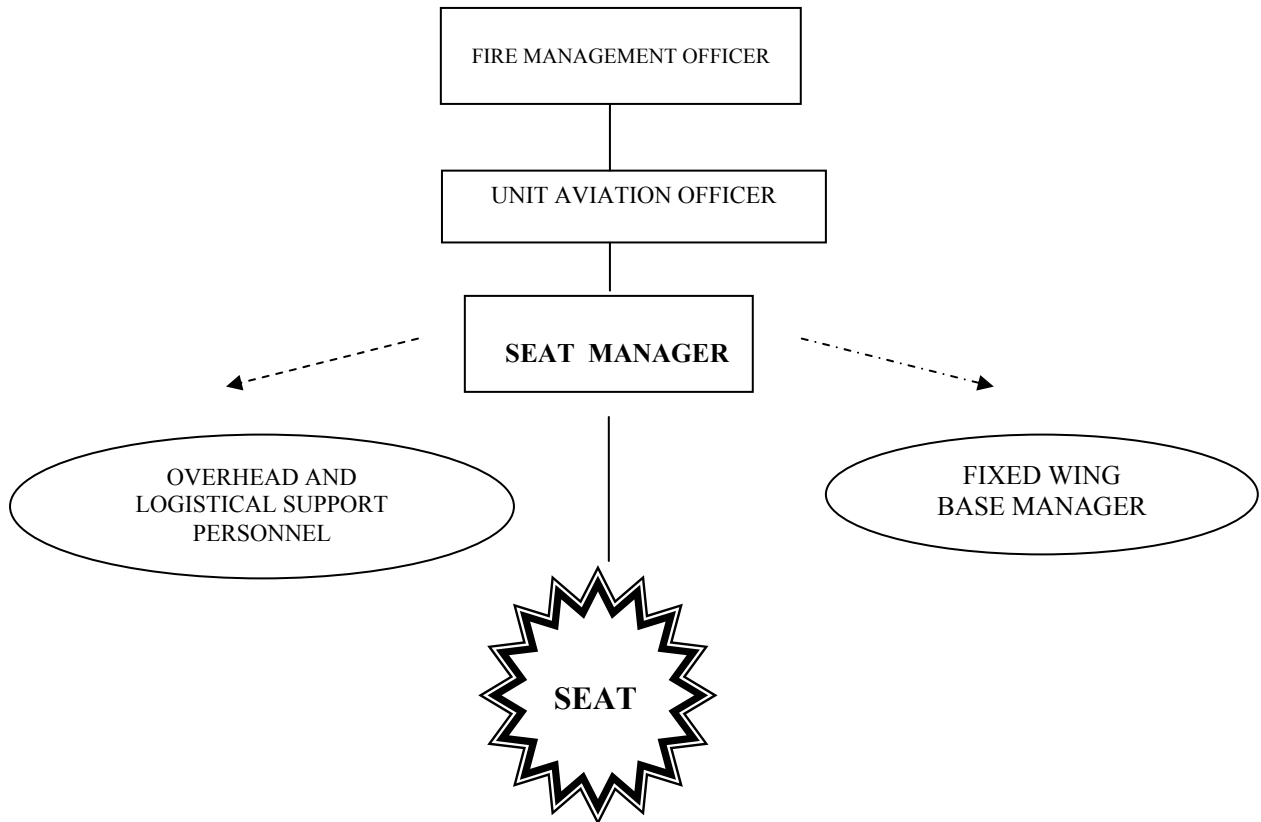 FIRE MANAGEMENT OFFICER
UNIT AVIATION OFFICER
SEAT MANAGER
OVERHEAD AND
LOGISTICAL SUPPORT
PERSONNEL
FIXED WING
BASE MANAGER
SEAT